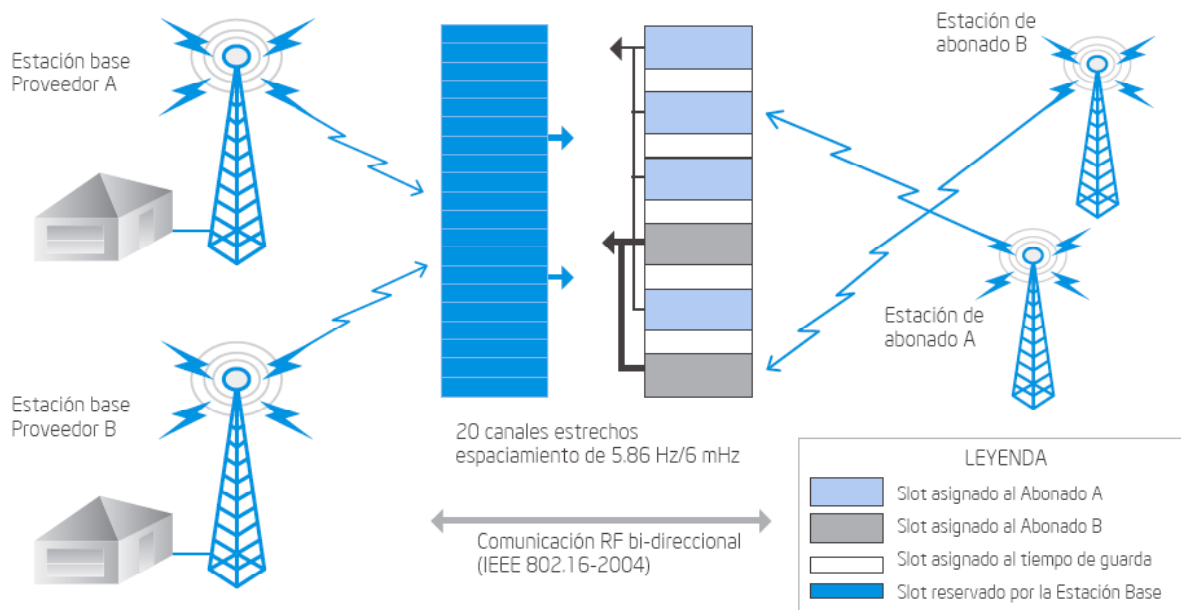 Estación base
Proveedor A
Estación de
abonado B
Estación de
abonado A
Estación base
Proveedor B
20 canales estrechos
espaciamiento de 5.86 Hz/6 mHz
Comunicación RF bi-direccional
(IEEE 802.16-2004)
LEYENDA
Slot asignado al Abonado A
Slot asignado al Abonado B
Slot asignado al tiempo de guarda
Slot reservado por la Estación Base